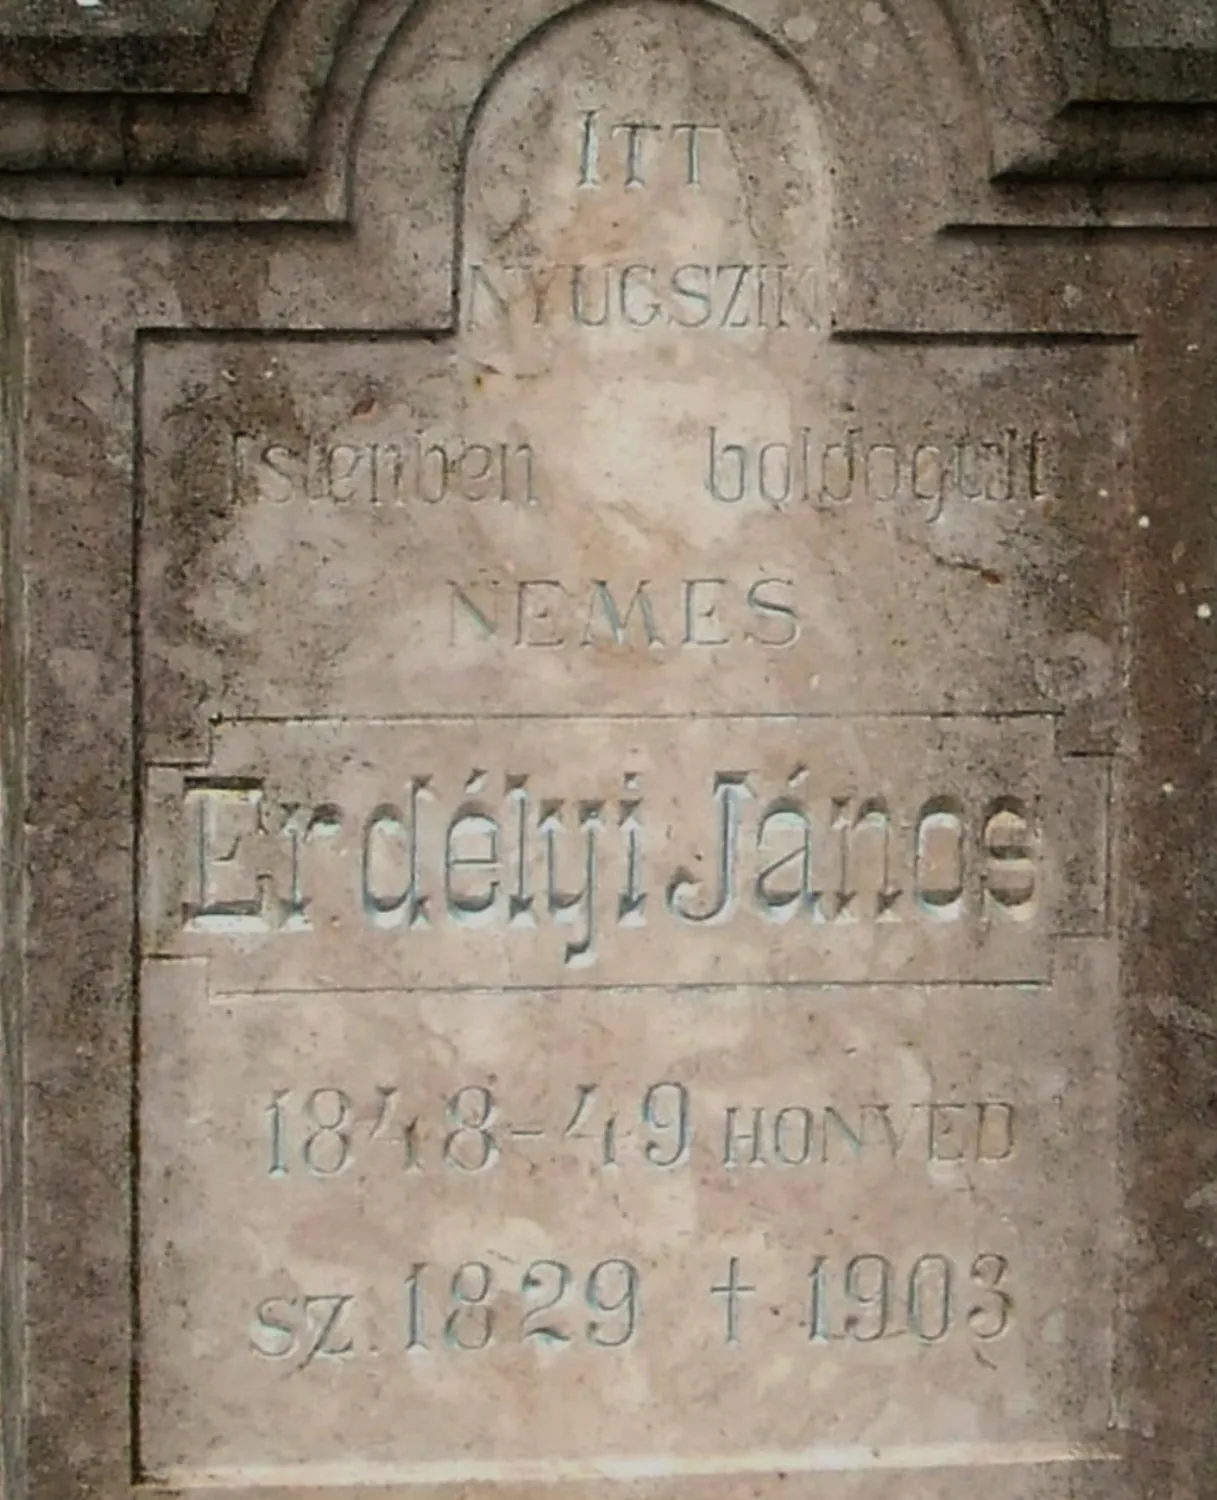 ITT
NYUGSZIK
Istenben boldogult
NEMES
Erdélyi János
1848-49 HONVÉD
SZ. 1829 † 1903